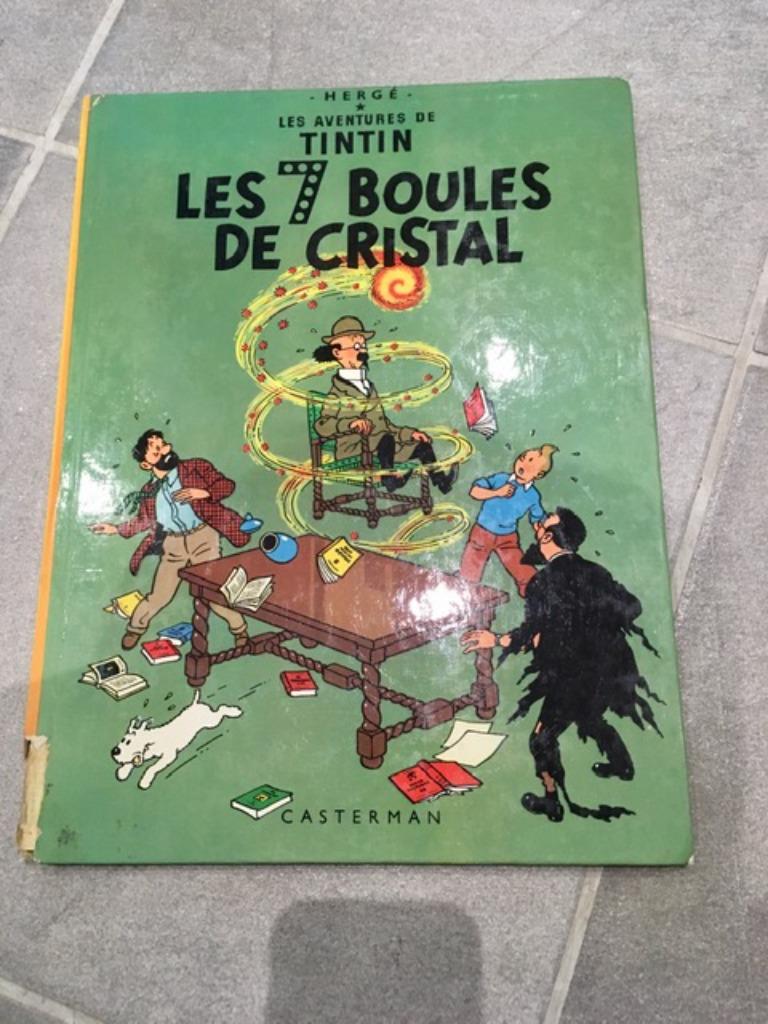 - HERGÉ -
LES AVENTURES DE
TINTIN
LES 7 BOULES
DE CRISTAL
CASTERMAN